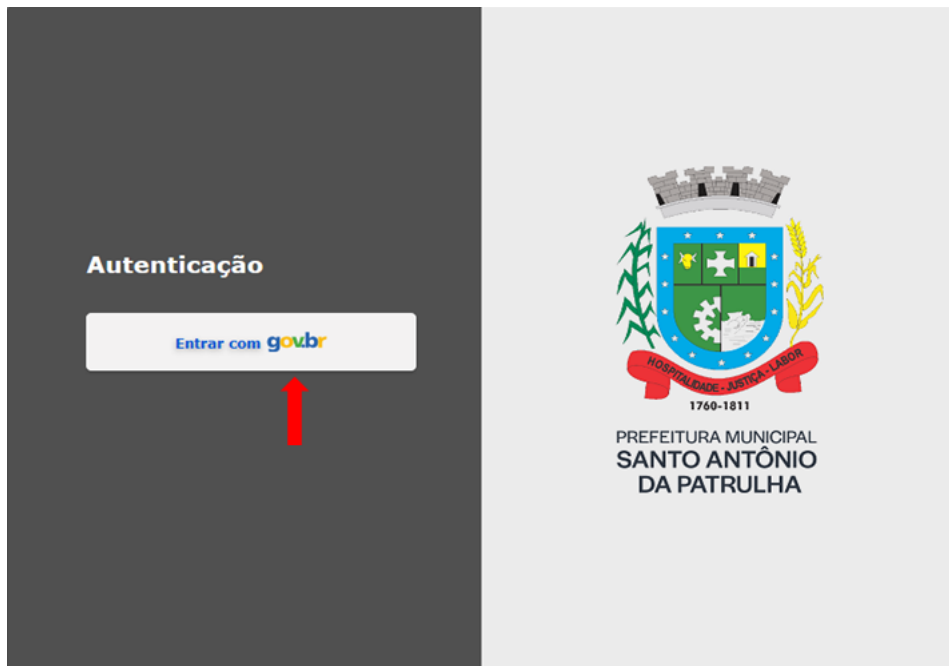 Autenticação
Entrar com gov.br
HOSPITALIDADE - JUSTIÇA - LABOR
1760-1811
PREFEITURA MUNICIPAL
SANTO ANTÔNIO
DA PATRULHA